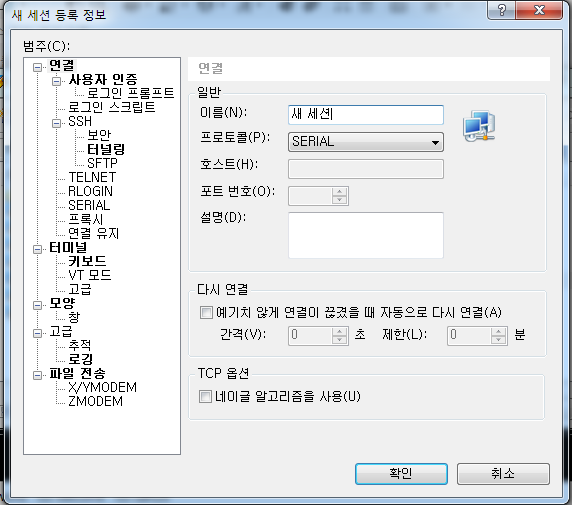 새 세션 등록 정보
범주(C):
연결
사용자 인증
로그인 프롬프트
로그인 스크립트
SSH
보안
터널링
SFTP
TELNET
RLOGIN
SERIAL
프록시
연결 유지
터미널
키보드
VT 모드
고급
모양
창
고급
추적
로깅
파일 전송
X/YMODEM
ZMODEM
연결
일반
이름(N): 새 세션
프로토콜(P): SERIAL
호스트(H):
포트 번호(O):
설명(D):
다시 연결
예기치 않게 연결이 끊겼을 때 자동으로 다시 연결(A)
간격(V): 0 초 제한(L): 0 분
TCP 옵션
네이글 알고리즘을 사용(U)
확인 취소